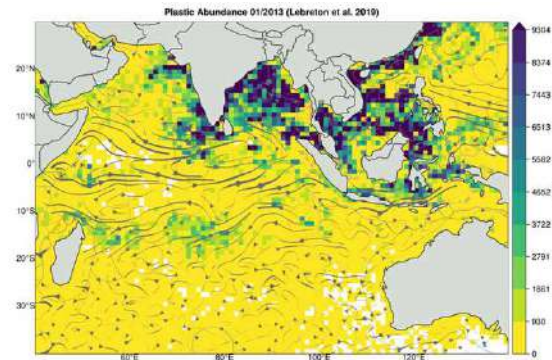 Plastic Abundance 01/2013 (Lebreton et al. 2019)
20°N
10°N
0°
10°S
20°S
30°S
60°E
80°E
100°E
120°E
9304
8374
7443
6513
5582
4652
3722
2791
1861
930
0